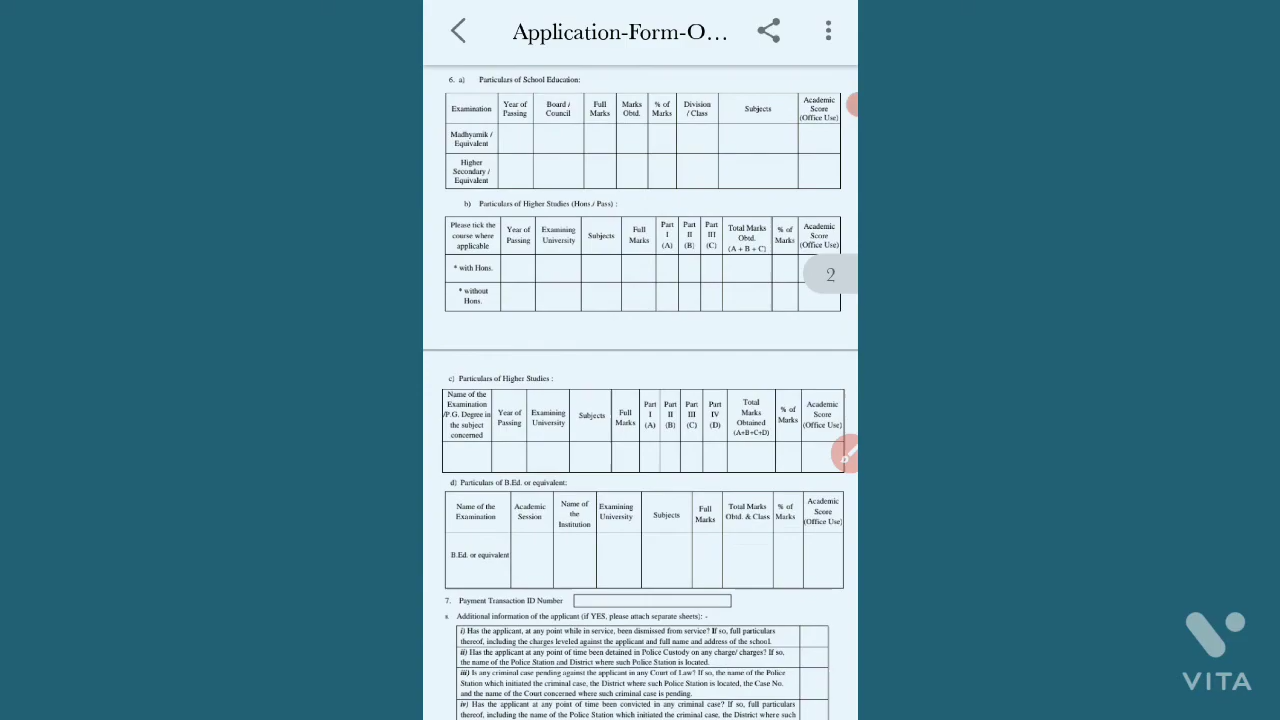 Application-Form-O...
6. a) Particulars of School Education:
Examination
Year of Passing
Board / Council
Full Marks
Marks Obtd.
% of Marks
Division / Class
Subjects
Academic Score (Office Use)
Madhyamik / Equivalent
Higher Secondary / Equivalent
b) Particulars of Higher Studies (Hons./ Pass) :
Please tick the course where applicable
Year of Passing
Examining University
Subjects
Full Marks
Part I (A)
Part II (B)
Part III (C)
Total Marks Obtd. (A + B + C)
% of Marks
Academic Score (Office Use)
* with Hons.
2
* without Hons.
c) Particulars of Higher Studies :
Name of the Examination /P.G. Degree in the subject concerned
Year of Passing
Examining University
Subjects
Full Marks
Part I (A)
Part II (B)
Part III (C)
Part IV (D)
Total Marks Obtained (A+B+C+D)
% of Marks
Academic Score (Office Use)
d) Particulars of B.Ed. or equivalent:
Name of the Examination
Academic Session
Name of the Institution
Examining University
Subjects
Full Marks
Total Marks Obtd. & Class
% of Marks
Academic Score (Office Use)
B.Ed. or equivalent
7. Payment Transaction ID Number
8. Additional information of the applicant (if YES, please attach separate sheets): -
i) Has the applicant, at any point while in service, been dismissed from service? If so, full particulars
thereof, including the charges leveled against the applicant and full name and address of the school.
ii) Has the applicant at any point of time been detained in Police Custody on any charge/ charges? If so,
the name of the Police Station and District where such Police Station is located.
iii) Is any criminal case pending against the applicant in any Court of Law? If so, the name of the Police
Station which initiated the criminal case, the District where such Police Station is located, the Case No.
and the name of the Court concerned where such criminal case is pending.
iv) Has the applicant at any point of time been convicted in any criminal case? If so, full particulars
thereof, including the name of the Police Station which initiated the criminal case, the District where such
VITA